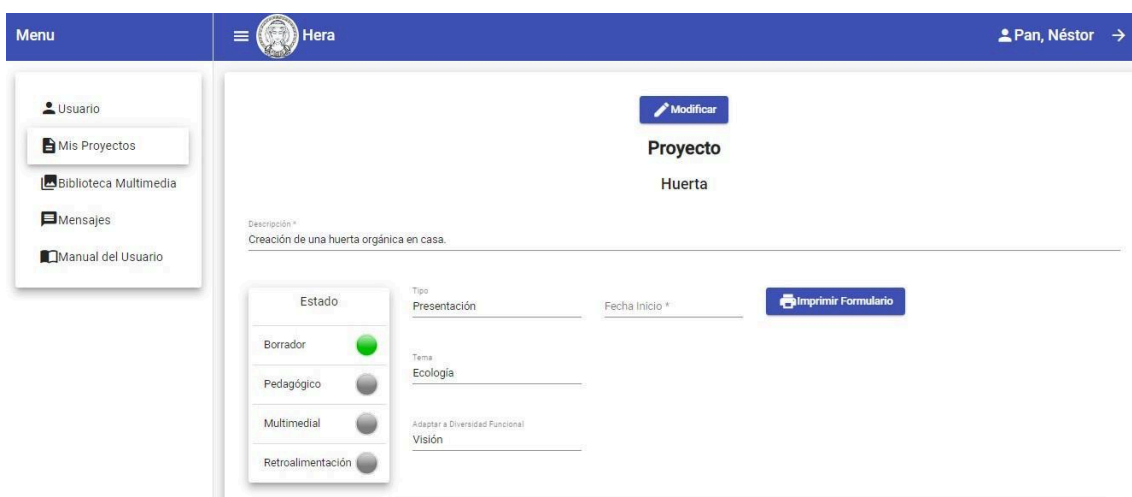 Menu
Hera
Pan, Néstor
Usuario
Mis Proyectos
Biblioteca Multimedia
Mensajes
Manual del Usuario
Modificar
Proyecto
Huerta
Descripción *
Creación de una huerta orgánica en casa.
Estado
Borrador
Pedagógico
Multimedial
Retroalimentación
Tipo
Presentación
Fecha Inicio *
Imprimir Formulario
Tema
Ecología
Adaptar a Diversidad Funcional
Visión